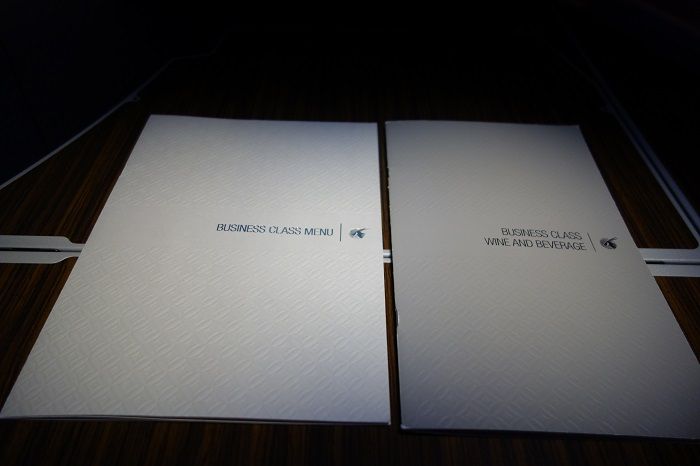 BUSINESS CLASS MENU
BUSINESS CLASS
WINE AND BEVERAGE